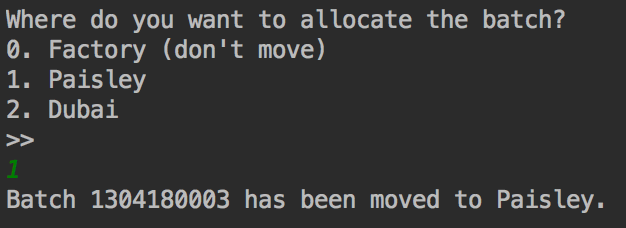 Where do you want to allocate the batch?
0. Factory (don't move)
1. Paisley
2. Dubai
>>
1
Batch 1304180003 has been moved to Paisley.